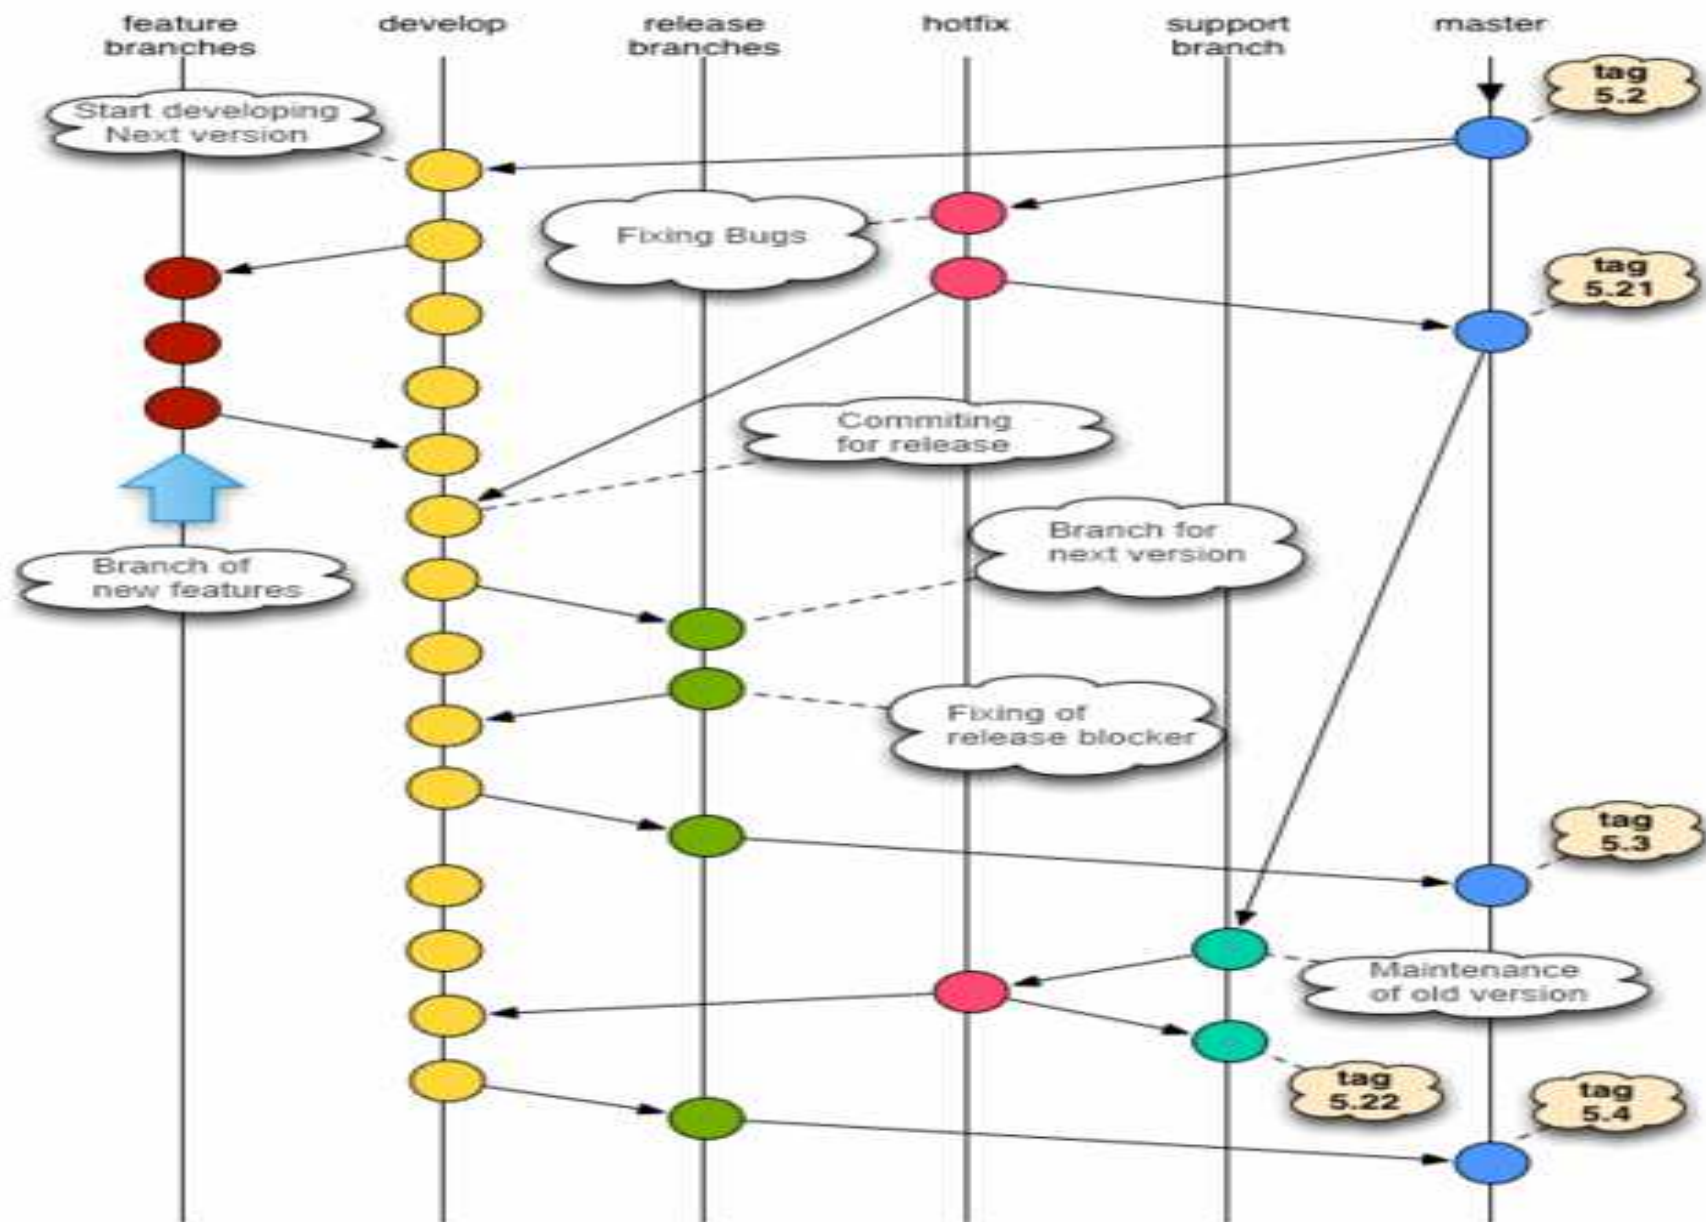 feature
branches
develop
release
branches
hotfix
support
branch
master
tag
5.2
Start developing
Next version
Fixing Bugs
tag
5.21
Commiting
for release
Branch for
next version
Branch of
new features
Fixing of
release blocker
tag
5.3
Maintenance
of old version
tag
5.22
tag
5.4